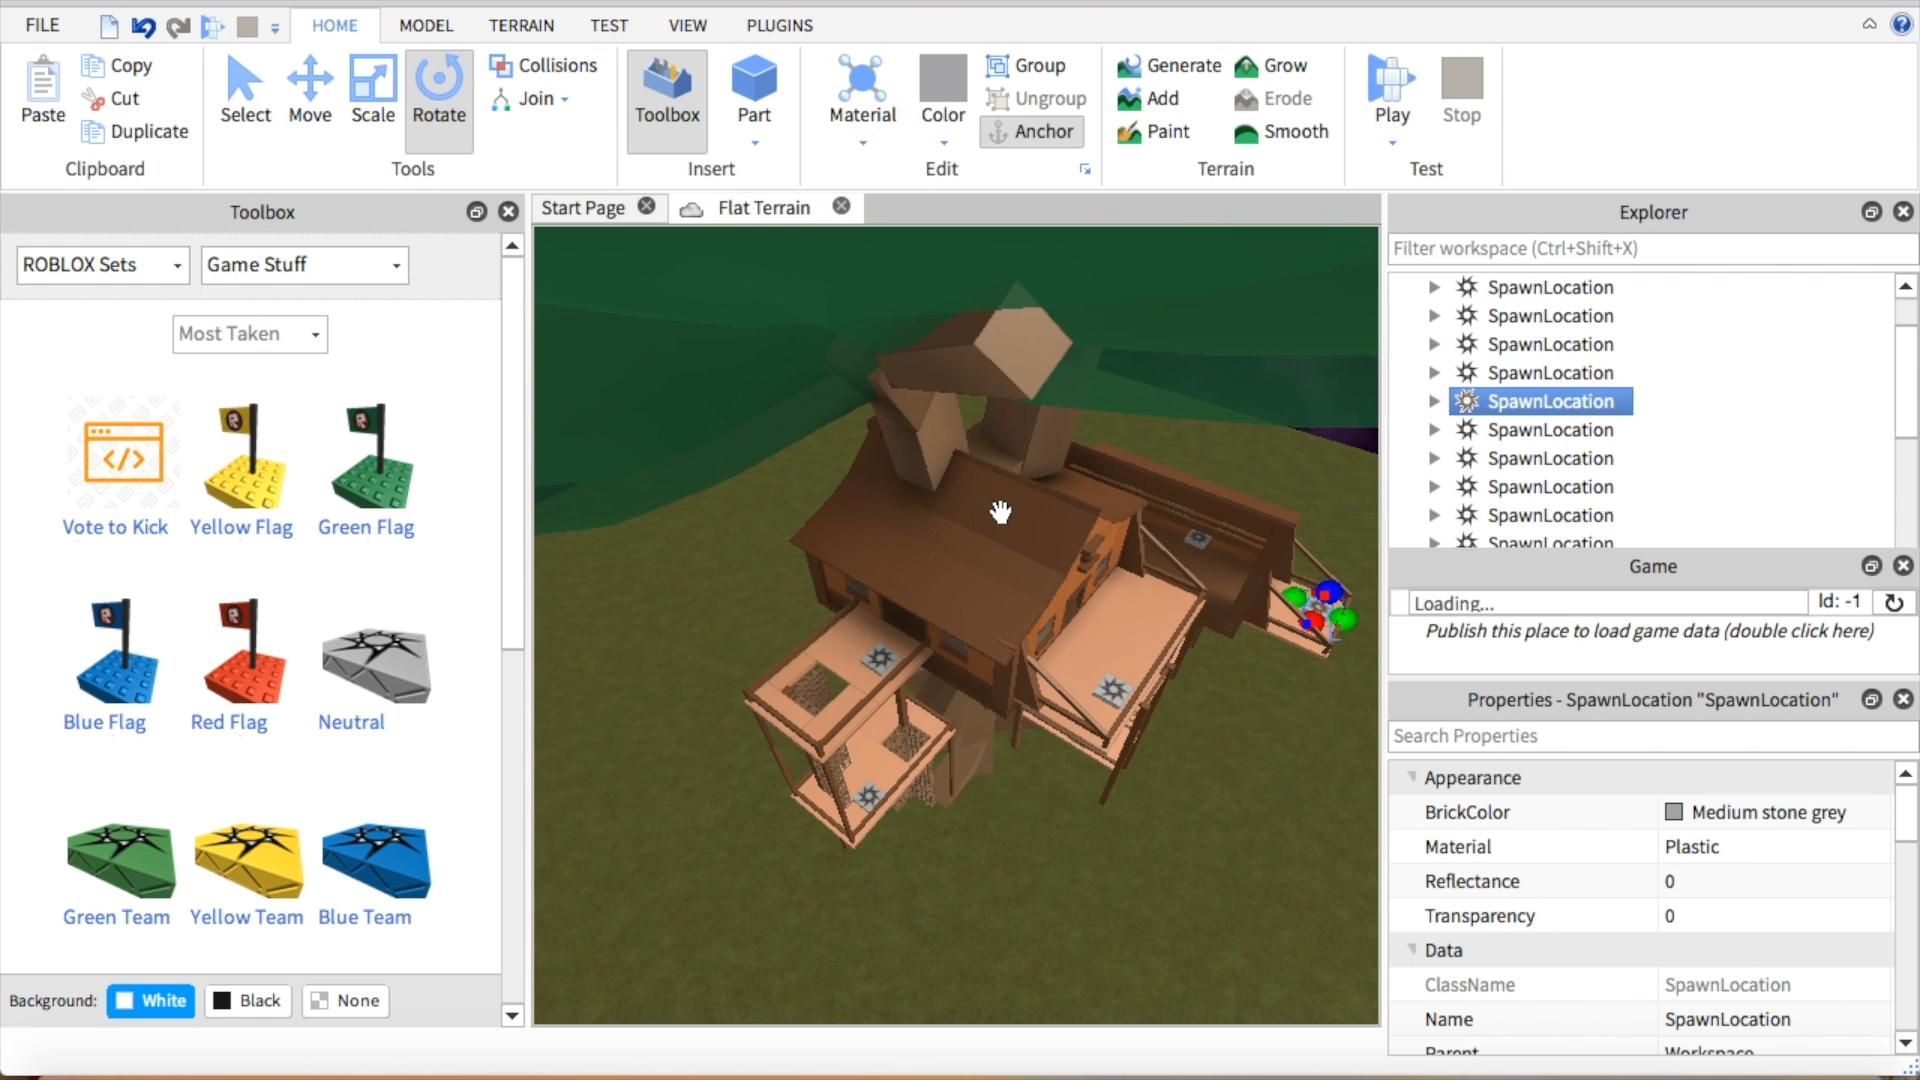 FILE
HOME
MODEL
TERRAIN
TEST
VIEW
PLUGINS
Paste
Copy
Cut
Duplicate
Clipboard
Select
Move
Scale
Rotate
Collisions
Join
Tools
Toolbox
Part
Insert
Material
Color
Group
Ungroup
Anchor
Edit
Generate
Add
Paint
Grow
Erode
Smooth
Terrain
Play
Stop
Test
Toolbox
ROBLOX Sets
Game Stuff
Most Taken
Vote to Kick
Yellow Flag
Green Flag
Blue Flag
Red Flag
Neutral
Green Team
Yellow Team
Blue Team
Background:
White
Black
None
Start Page
Flat Terrain
Explorer
Filter workspace (Ctrl+Shift+X)
SpawnLocation
SpawnLocation
SpawnLocation
SpawnLocation
SpawnLocation
SpawnLocation
SpawnLocation
SpawnLocation
SpawnLocation
SpawnLocation
Game
Loading...
Id: -1
Publish this place to load game data (double click here)
Properties - SpawnLocation "SpawnLocation"
Search Properties
Appearance
BrickColor Medium stone grey
Material Plastic
Reflectance 0
Transparency 0
Data
ClassName SpawnLocation
Name SpawnLocation
Parent Workspace